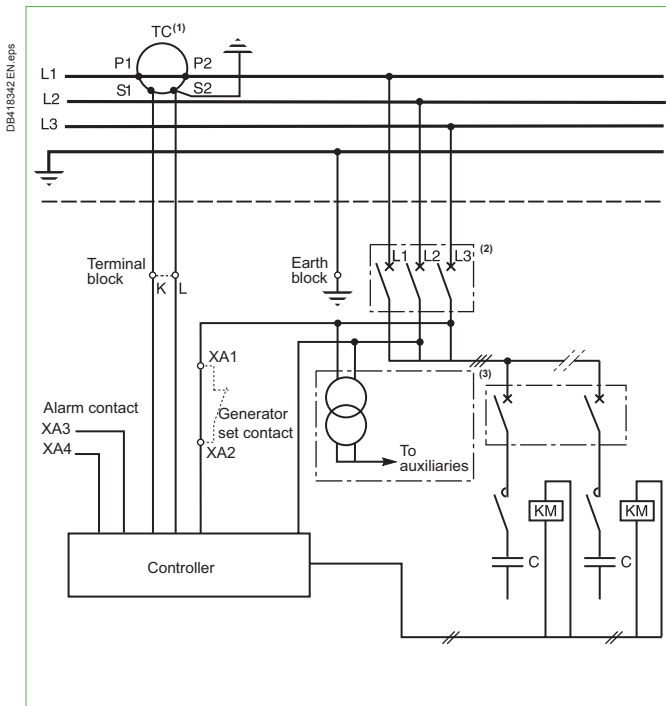 DB418342 EN.eps
TC(1)
P1 P2
L1
S1 S2
L2
L3
L1 L2 L3 (2)
Terminal
block
K L
Earth
block
XA1
(3)
Generator
set contact
XA2
Alarm contact
XA3
XA4
To
auxiliaries
KM KM
C C
Controller